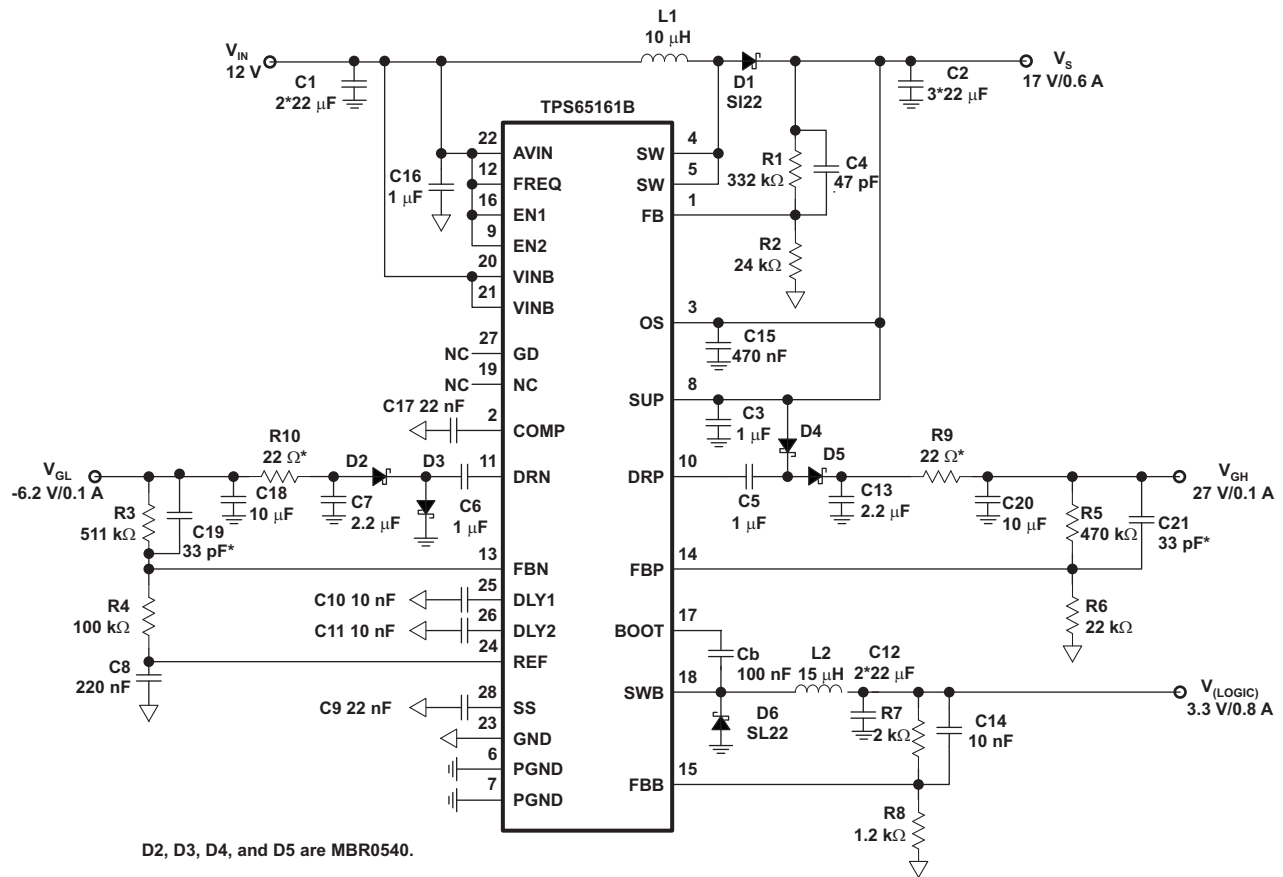 L1
10 µH
V_IN
12 V
C1
2*22 µF
D1
SI22
C2
3*22 µF
V_S
17 V/0.6 A
TPS65161B
22
AVIN
12
FREQ
16
EN1
9
EN2
20
VINB
21
VINB
27
NC
GD
19
NC
NC
C16
1 µF
4
SW
5
SW
1
FB
R1
332 kΩ
C4
47 pF
R2
24 kΩ
3
OS
C15
470 nF
8
SUP
C3
1 µF
D4
C17 22 nF
2
COMP
V_GL
-6.2 V/0.1 A
R10
22 Ω*
D2
D3
11
DRN
C18
10 µF
C7
2.2 µF
C6
1 µF
R3
511 kΩ
C19
33 pF*
10
DRP
C5
1 µF
D5
C13
2.2 µF
R9
22 Ω*
C20
10 µF
R5
470 kΩ
C21
33 pF*
V_GH
27 V/0.1 A
13
FBN
14
FBP
R4
100 kΩ
C10 10 nF
25
DLY1
C11 10 nF
26
DLY2
24
REF
C8
220 nF
R6
22 kΩ
17
BOOT
Cb
100 nF
L2
15 µH
C12
2*22 µF
18
SWB
D6
SL22
R7
2 kΩ
C14
10 nF
V_(LOGIC)
3.3 V/0.8 A
C9 22 nF
28
SS
23
GND
6
PGND
7
PGND
15
FBB
R8
1.2 kΩ
D2, D3, D4, and D5 are MBR0540.